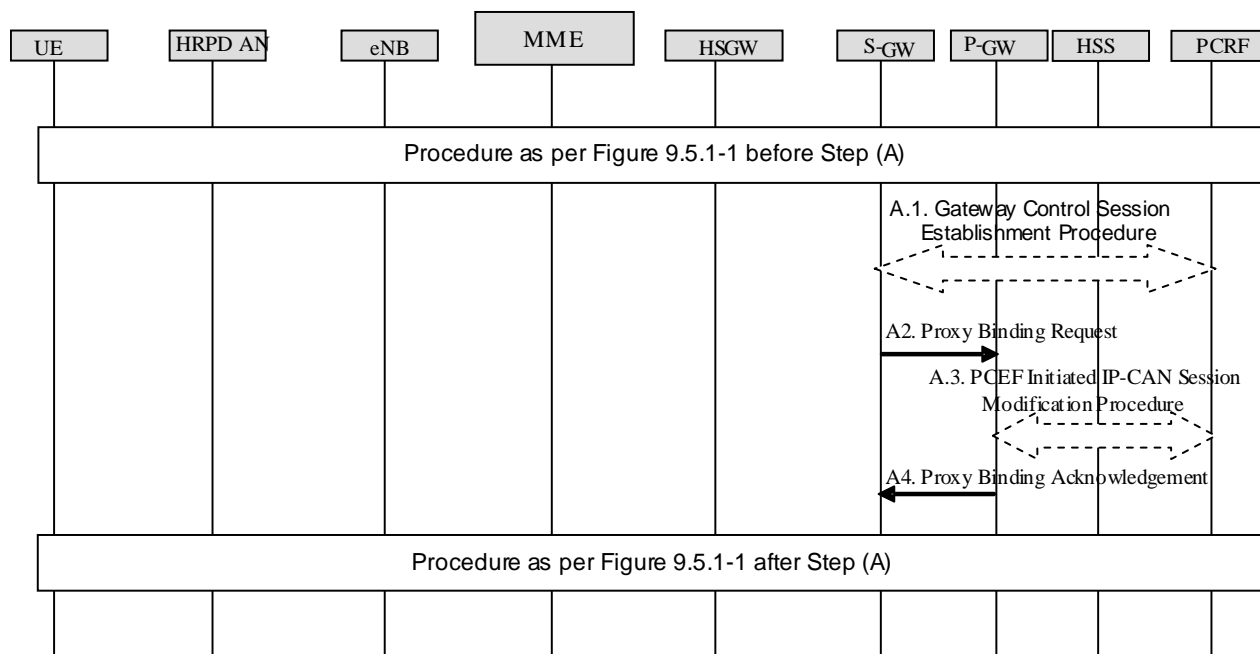 UE HRPD AN eNB MME HSGW S-GW P-GW HSS PCRF
Procedure as per Figure 9.5.1-1 before Step (A)
A.1. Gateway Control Session
Establishment Procedure
A2. Proxy Binding Request
A.3. PCEF Initiated IP-CAN Session
Modification Procedure
A4. Proxy Binding Acknowledgement
Procedure as per Figure 9.5.1-1 after Step (A)